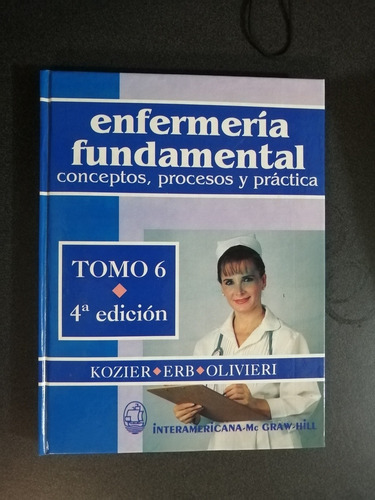 enfermería
fundamental
conceptos, procesos y práctica
TOMO 6
4ª edición
KOZIER ◆ ERB ◆ OLIVIERI
INTERAMERICANA·Mc GRAW-HILL